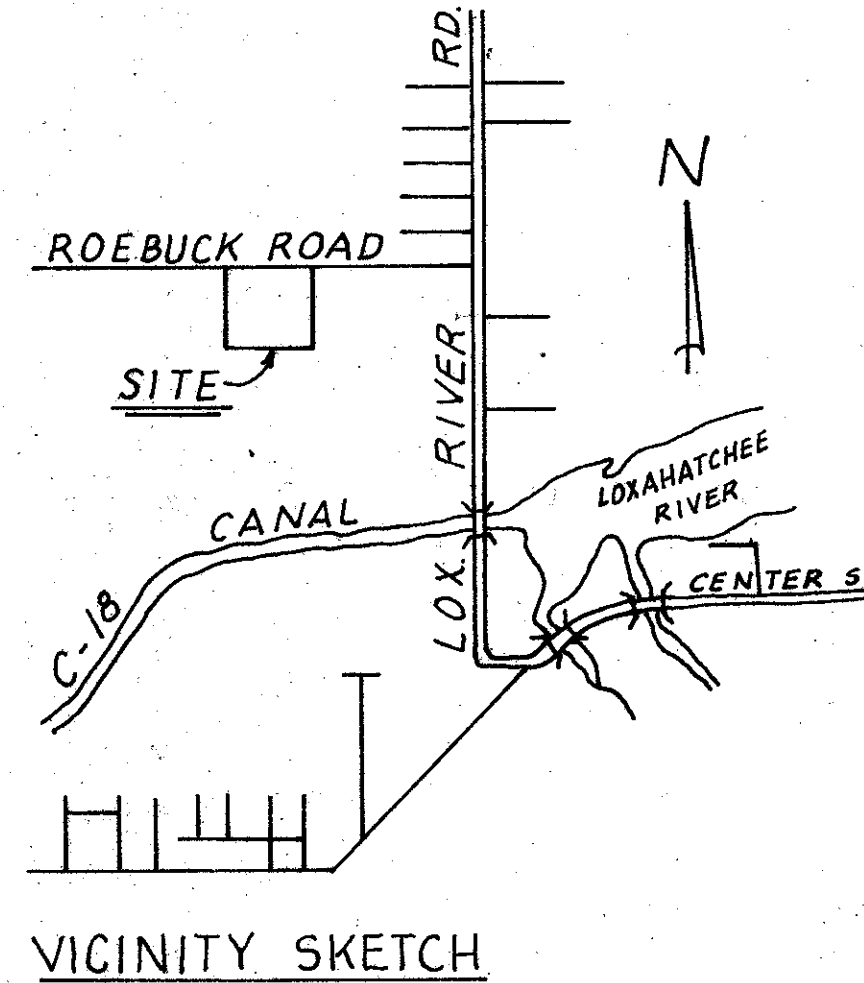 LOX. RIVER RD.
N
ROEBUCK ROAD
SITE
LOXAHATCHEE
RIVER
C-18 CANAL
CENTER S
VICINITY SKETCH